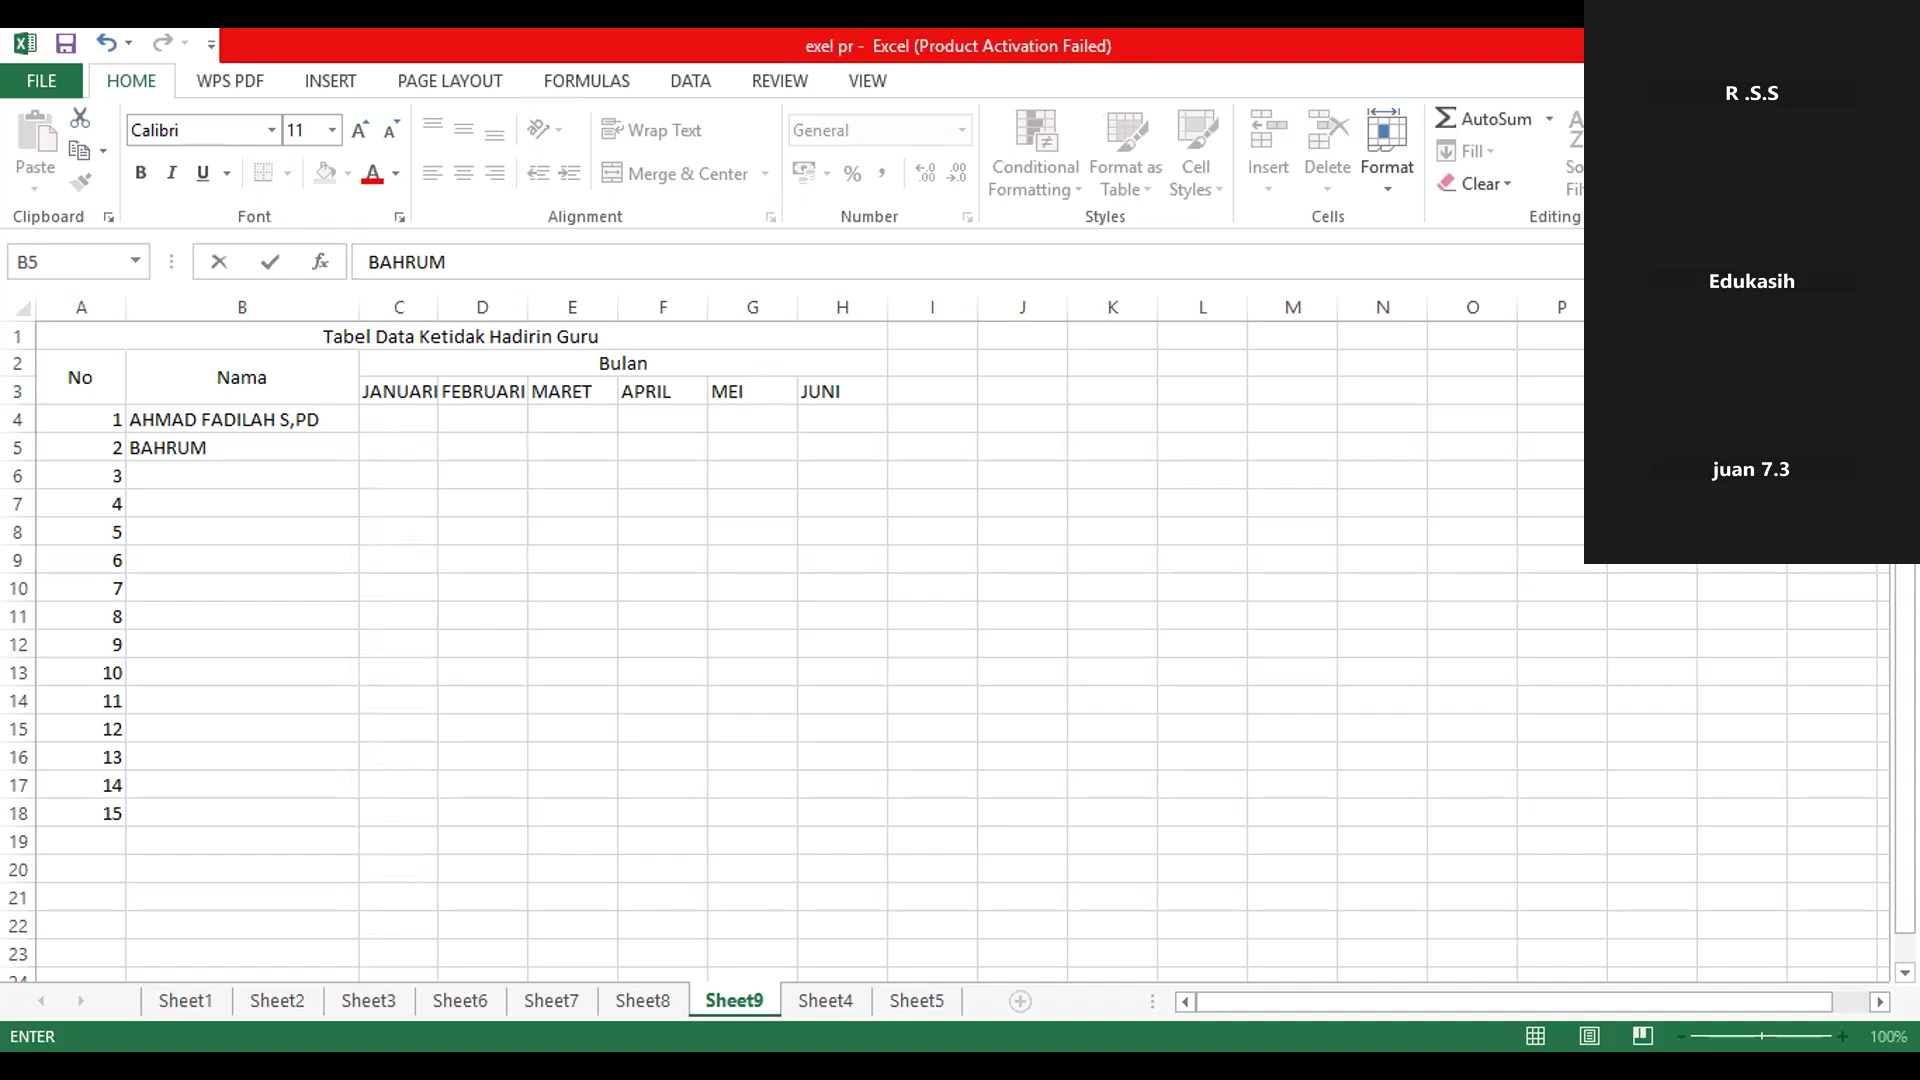 exel pr -  Excel (Product Activation Failed)
FILE HOME WPS PDF INSERT PAGE LAYOUT FORMULAS DATA REVIEW VIEW
Paste
Clipboard
Calibri 11
B I U A
Font
Wrap Text
Merge & Center
Alignment
General
% , .00 .0
Number
Conditional Formatting
Format as Table
Cell Styles
Styles
Insert Delete Format
Cells
AutoSum
Fill
Clear
Editing
R .S.S
Edukasih
juan 7.3
B5 fx BAHRUM
A B C D E F G H I J K L M N O P
1 Tabel Data Ketidak Hadirin Guru
2 No Nama Bulan
3 JANUARI FEBRUARI MARET APRIL MEI JUNI
4 1 AHMAD FADILAH S,PD
5 2 BAHRUM
6 3
7 4
8 5
9 6
10 7
11 8
12 9
13 10
14 11
15 12
16 13
17 14
18 15
19
20
21
22
23
Sheet1 Sheet2 Sheet3 Sheet6 Sheet7 Sheet8 Sheet9 Sheet4 Sheet5
ENTER 100%